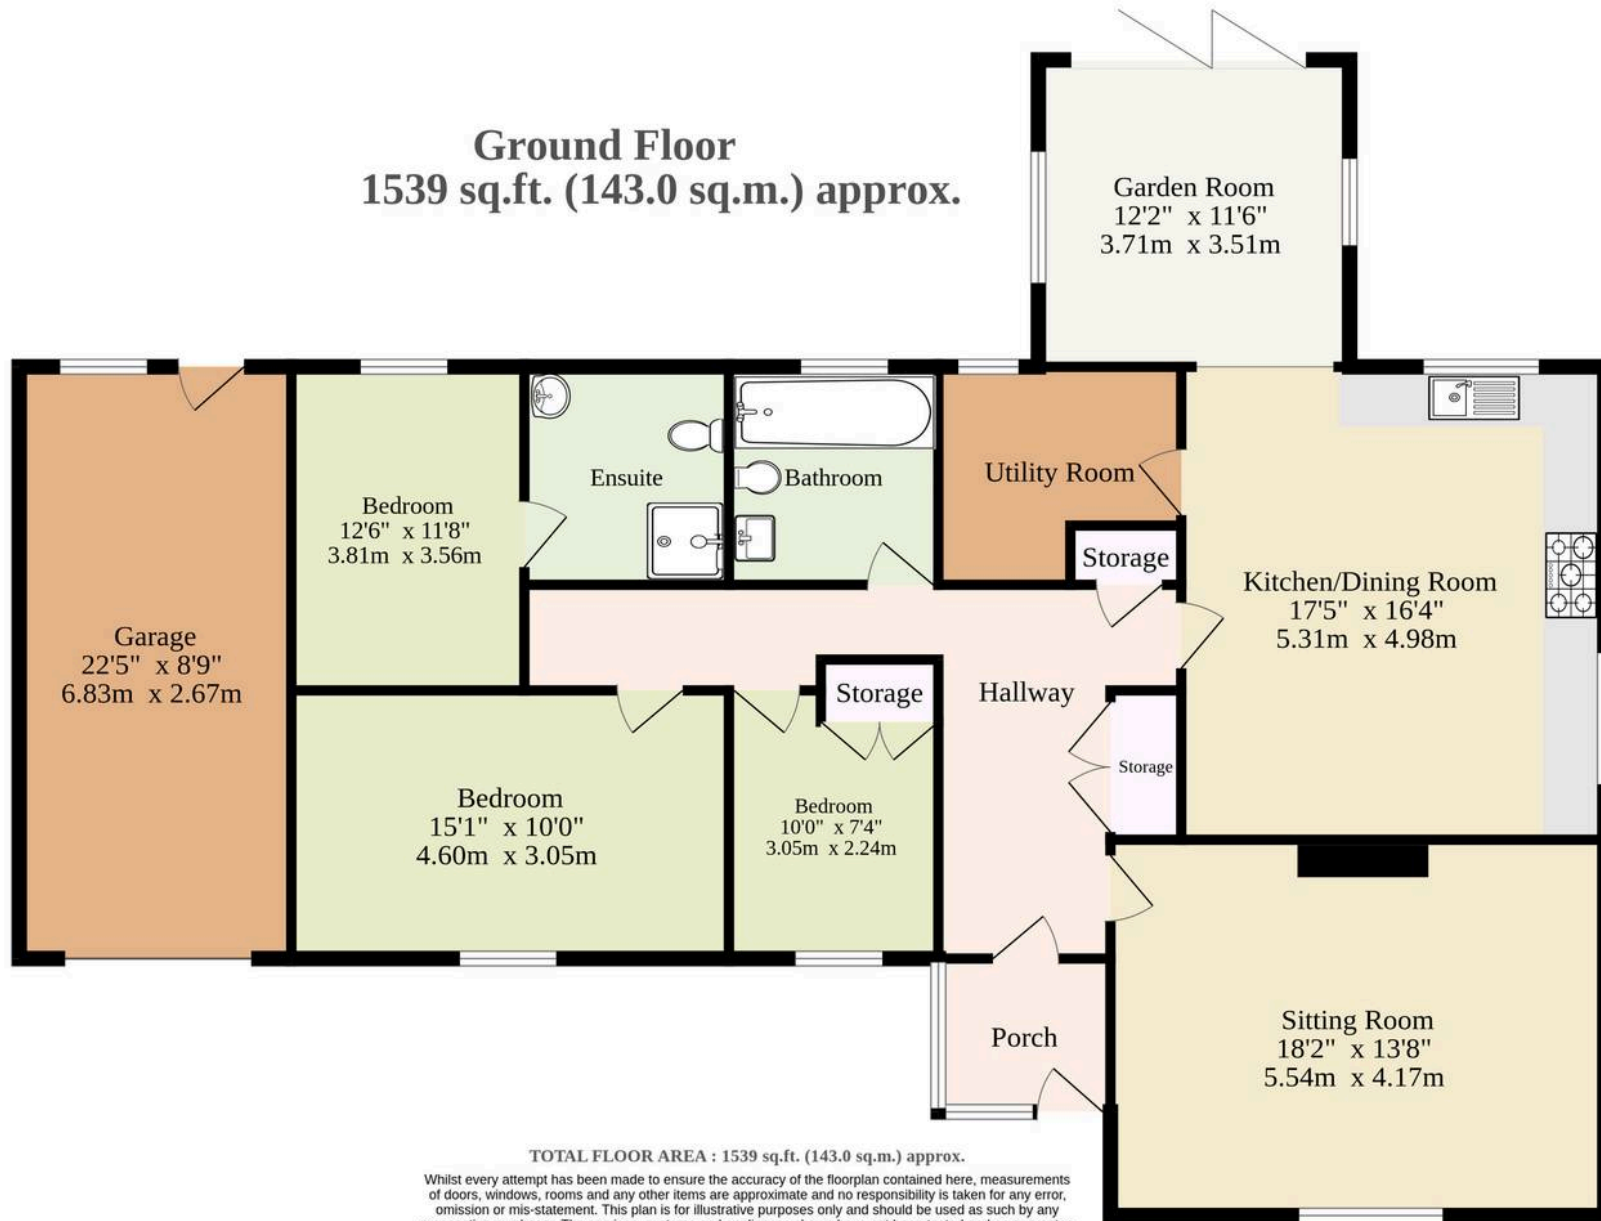 Ground Floor
1539 sq.ft. (143.0 sq.m.) approx.
Garden Room
12'2" x 11'6"
3.71m x 3.51m
Bedroom
12'6" x 11'8"
3.81m x 3.56m
Ensuite
Bathroom
Utility Room
Storage
Kitchen/Dining Room
17'5" x 16'4"
5.31m x 4.98m
Garage
22'5" x 8'9"
6.83m x 2.67m
Storage
Hallway
Storage
Bedroom
15'1" x 10'0"
4.60m x 3.05m
Bedroom
10'0" x 7'4"
3.05m x 2.24m
Porch
Sitting Room
18'2" x 13'8"
5.54m x 4.17m
TOTAL FLOOR AREA : 1539 sq.ft. (143.0 sq.m.) approx.
Whilst every attempt has been made to ensure the accuracy of the floorplan contained here, measurements
of doors, windows, rooms and any other items are approximate and no responsibility is taken for any error,
omission or mis-statement. This plan is for illustrative purposes only and should be used as such by any